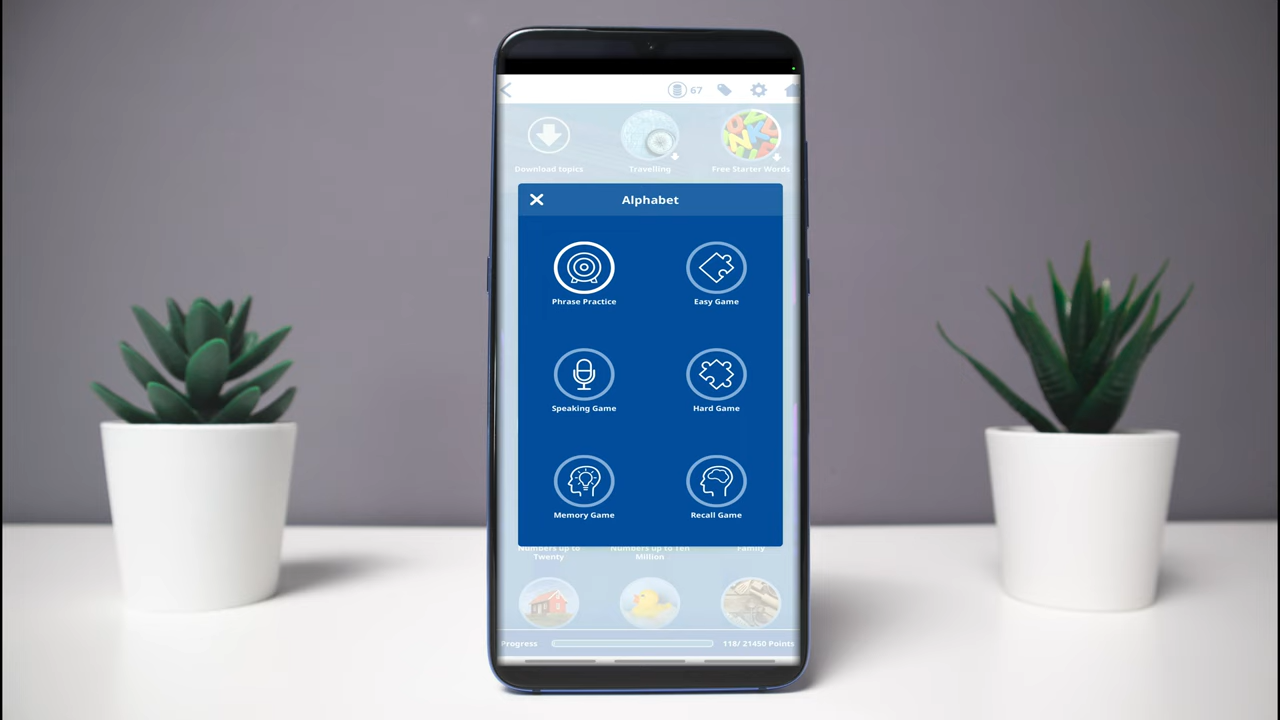 67
Download topics
Travelling
Free Starter Words
Alphabet
Phrase Practice
Easy Game
Speaking Game
Hard Game
Memory Game
Recall Game
Numbers up to
Twenty
Numbers up to Ten
Million
Family
Progress
118/ 21450 Points